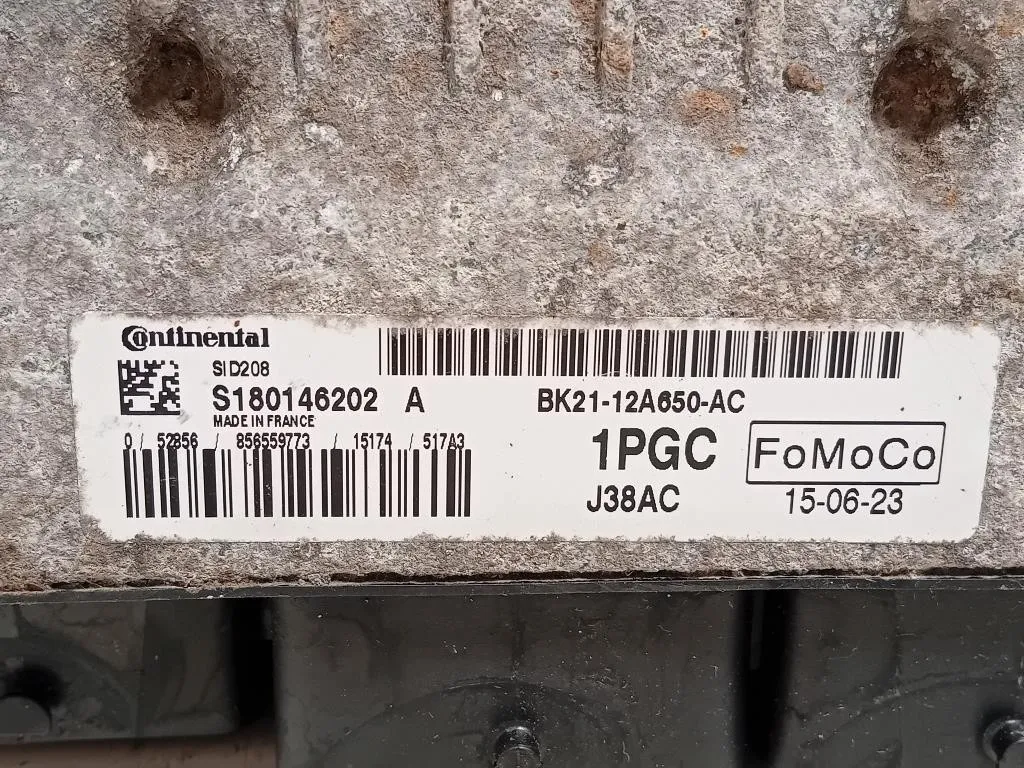 Continental
SID208
S180146202 A
BK21-12A650-AC
MADE IN FRANCE
0 / 52856 / 856559773 / 15174 / 517A3
1PGC
FoMoCo
J38AC
15-06-23